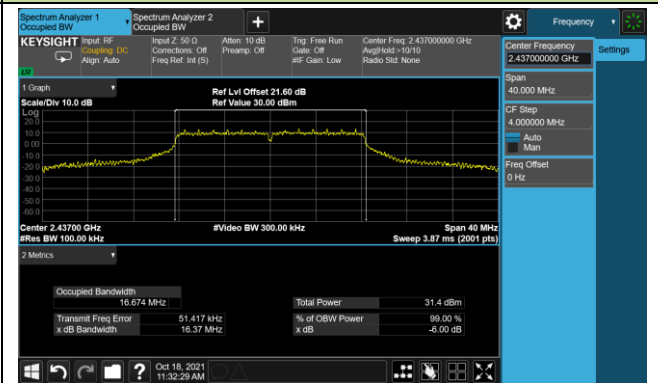 Spectrum Analyzer 1
Occupied BW
Spectrum Analyzer 2
Occupied BW
Frequency
KEYSIGHT
Input: RF
Coupling: DC
Align: Auto
Input Z: 50 Ω
Corrections: Off
Freq Ref: Int (S)
Atten: 10 dB
Preamp: Off
Trig: Free Run
Gate: Off
#IF Gain: Low
Center Freq: 2.437000000 GHz
Avg|Hold:>10/10
Radio Std: None
Center Frequency
2.437000000 GHz
Settings
Span
40.000 MHz
CF Step
4.000000 MHz
Auto
Man
Freq Offset
0 Hz
1 Graph
Scale/Div 10.0 dB
Ref Lvl Offset 21.60 dB
Ref Value 30.00 dBm
Log
20.0
10.0
0.00
-10.0
-20.0
-30.0
-40.0
-50.0
-60.0
Center 2.43700 GHz
#Res BW 100.00 kHz
#Video BW 300.00 kHz
Span 40 MHz
Sweep 3.87 ms (2001 pts)
2 Metrics
Occupied Bandwidth
16.674 MHz
Total Power 31.4 dBm
Transmit Freq Error 51.417 kHz
% of OBW Power 99.00 %
x dB Bandwidth 16.37 MHz
x dB -6.00 dB
Oct 18, 2021
11:32:29 AM